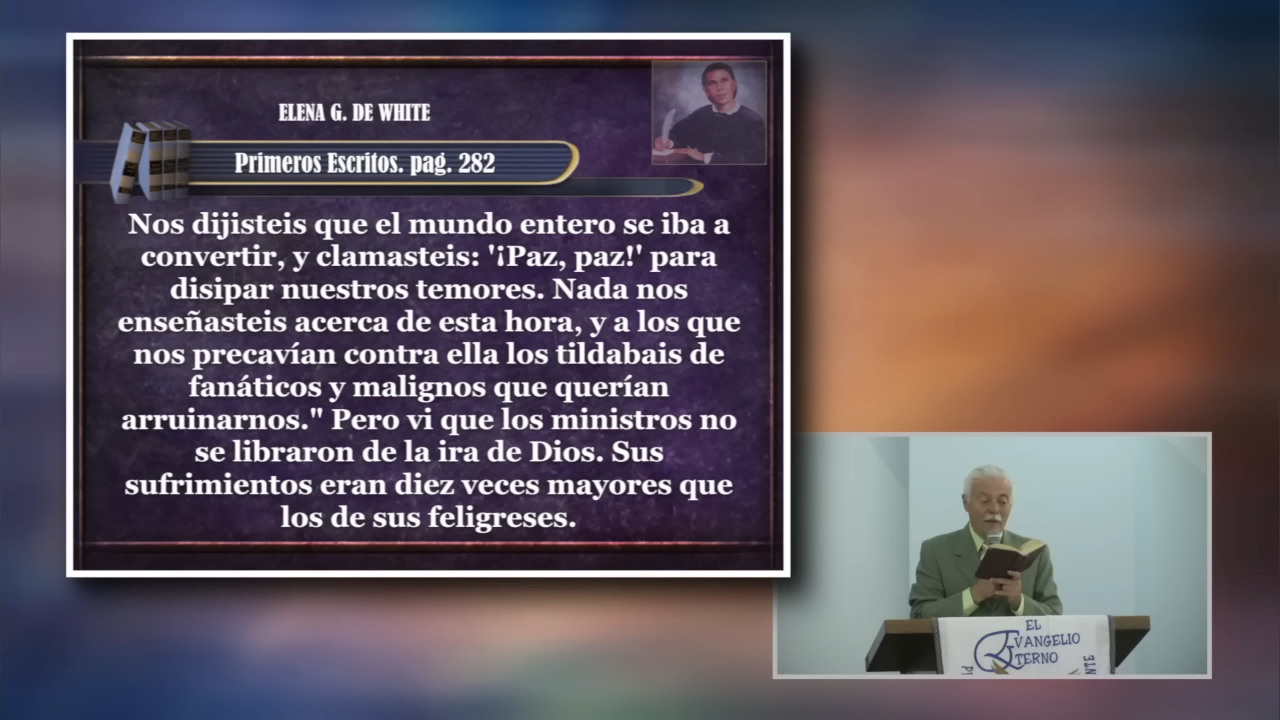 ELENA G. DE WHITE
Primeros Escritos. pag. 282
Nos dijisteis que el mundo entero se iba a
convertir, y clamasteis: '¡Paz, paz!' para
disipar nuestros temores. Nada nos
enseñasteis acerca de esta hora, y a los que
nos precavían contra ella los tildabais de
fanáticos y malignos que querían
arruinarnos." Pero vi que los ministros no
se libraron de la ira de Dios. Sus
sufrimientos eran diez veces mayores que
los de sus feligreses.
EL
EVANGELIO
ETERNO